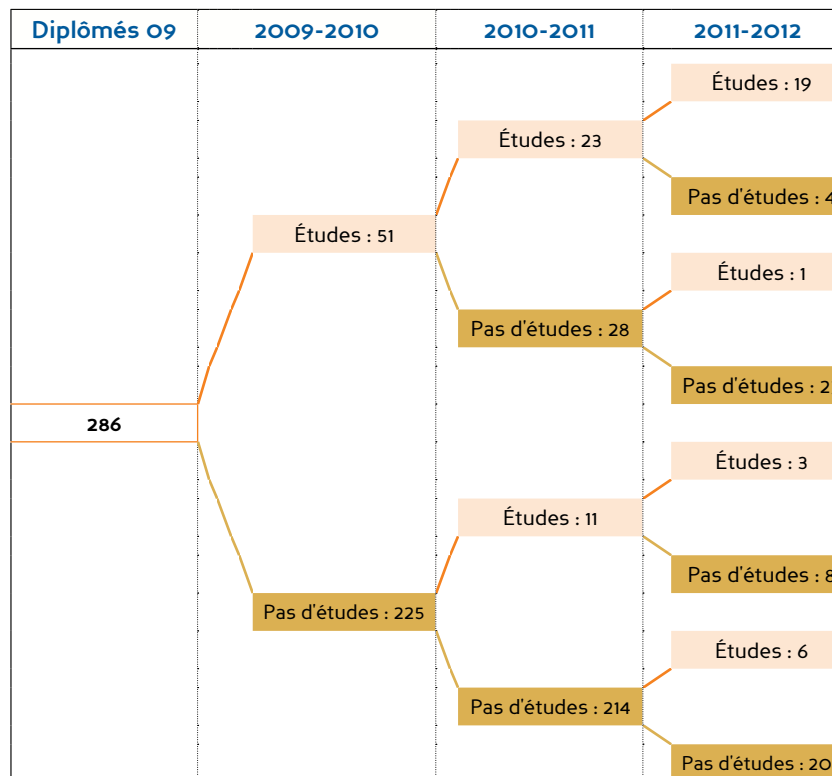 Diplômés 09 2009-2010 2010-2011 2011-2012
Études : 19
Études : 23
Pas d'études : 4
Études : 51
Études : 1
Pas d'études : 28
Pas d'études :
286
Études : 3
Études : 11
Pas d'études : 8
Pas d'études : 225
Études : 6
Pas d'études : 214
Pas d'études :